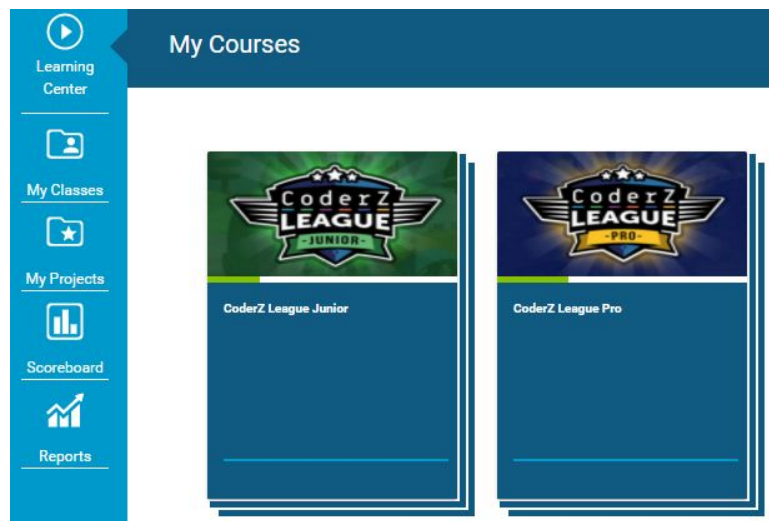 Learning
Center
My Classes
My Projects
Scoreboard
Reports
My Courses
CoderZ
LEAGUE
-JUNIOR-
CoderZ League Junior
CoderZ
LEAGUE
-PRO-
CoderZ League Pro